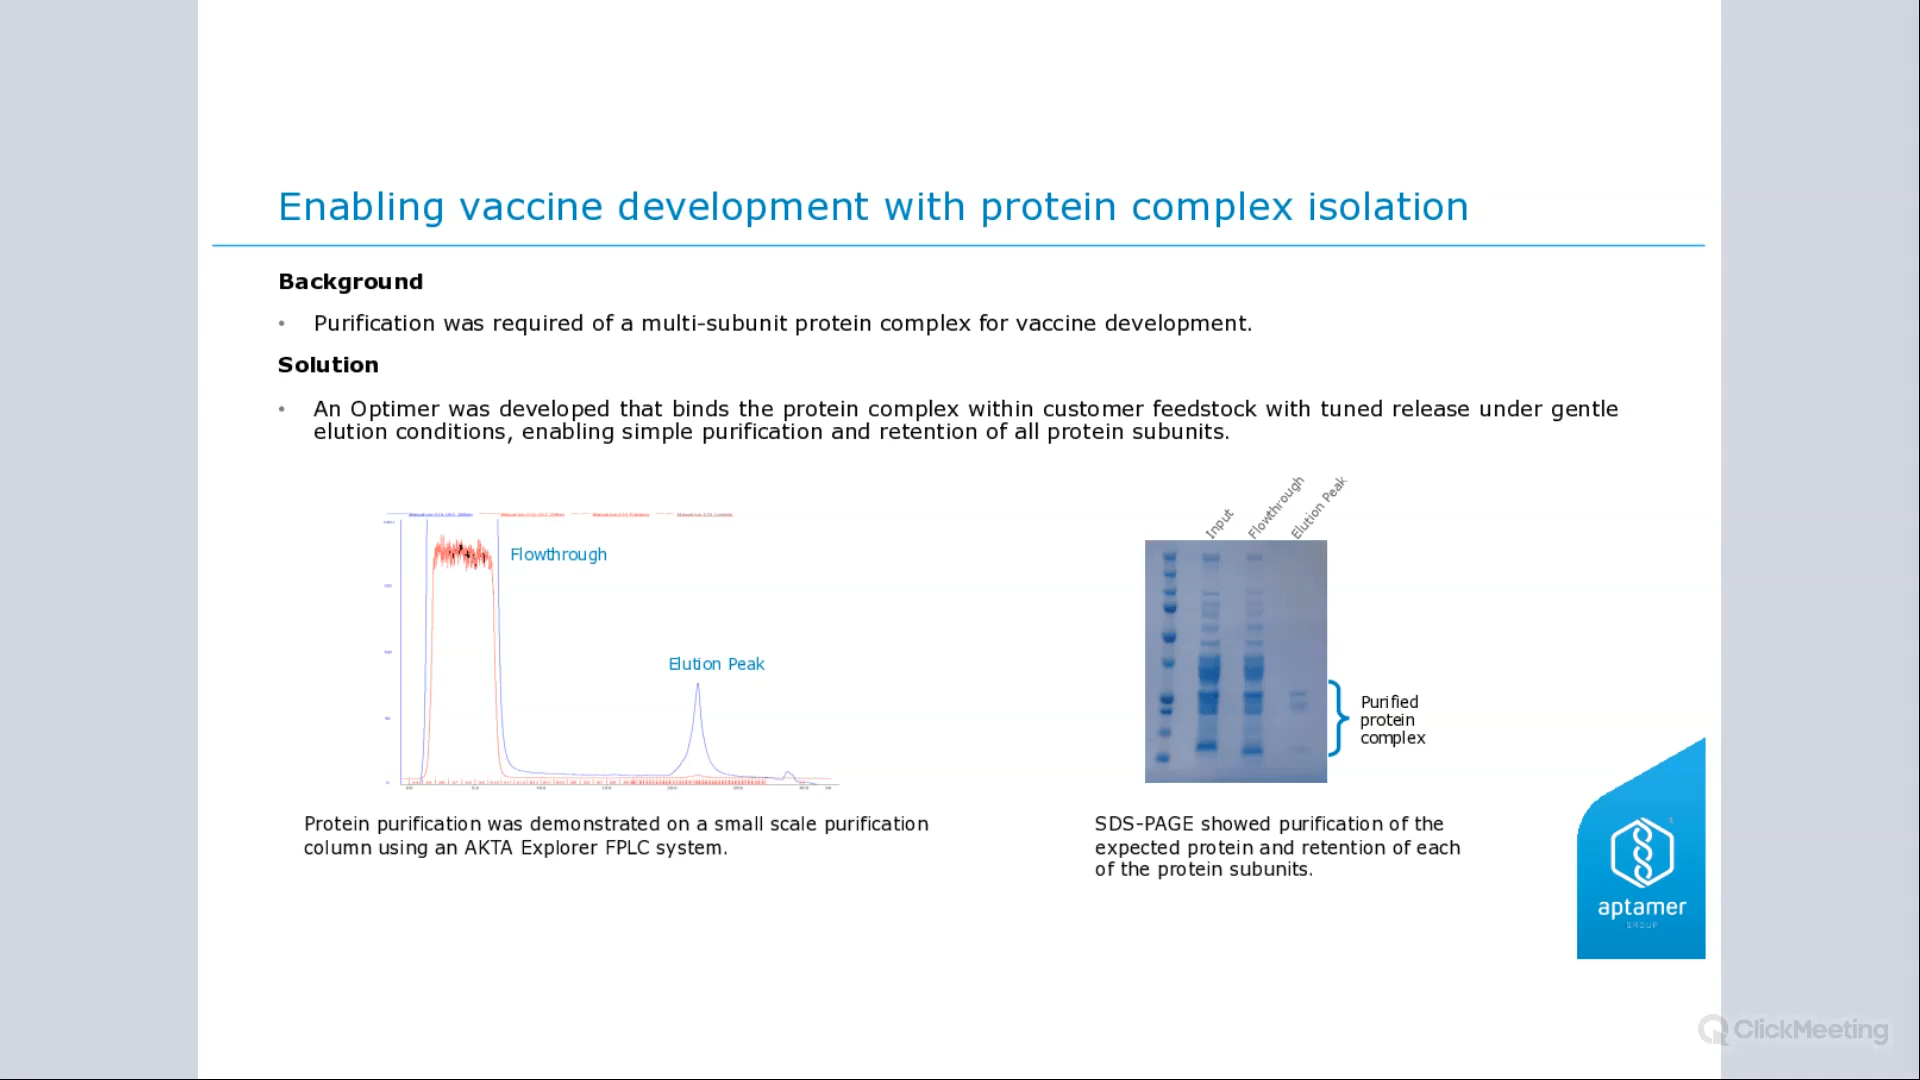 Enabling vaccine development with protein complex isolation
Background
• Purification was required of a multi-subunit protein complex for vaccine development.
Solution
• An Optimer was developed that binds the protein complex within customer feedstock with tuned release under gentle
elution conditions, enabling simple purification and retention of all protein subunits.
Flowthrough
Elution Peak
Input
Flowthrough
Elution Peak
Purified
protein
complex
Protein purification was demonstrated on a small scale purification
column using an AKTA Explorer FPLC system.
SDS-PAGE showed purification of the
expected protein and retention of each
of the protein subunits.
aptamer
GROUP
ClickMeeting